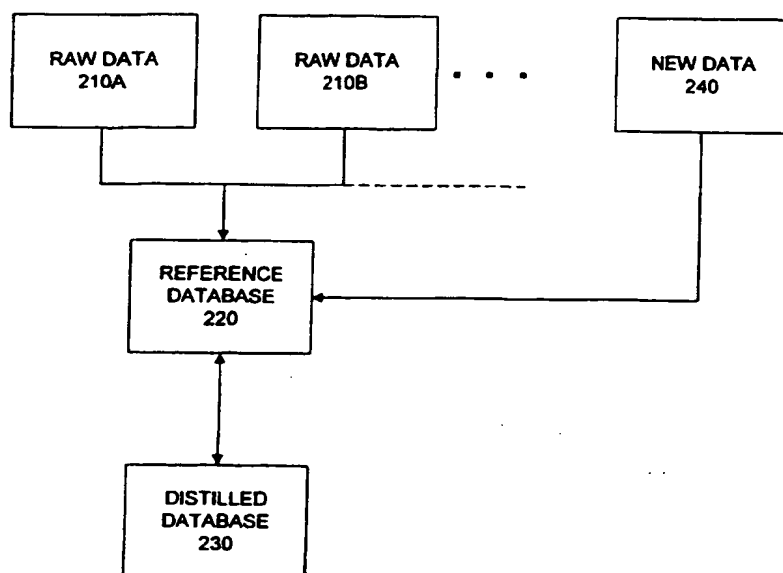 RAW DATA
210A
RAW DATA
210B
NEW DATA
240
REFERENCE
DATABASE
220
DISTILLED
DATABASE
230